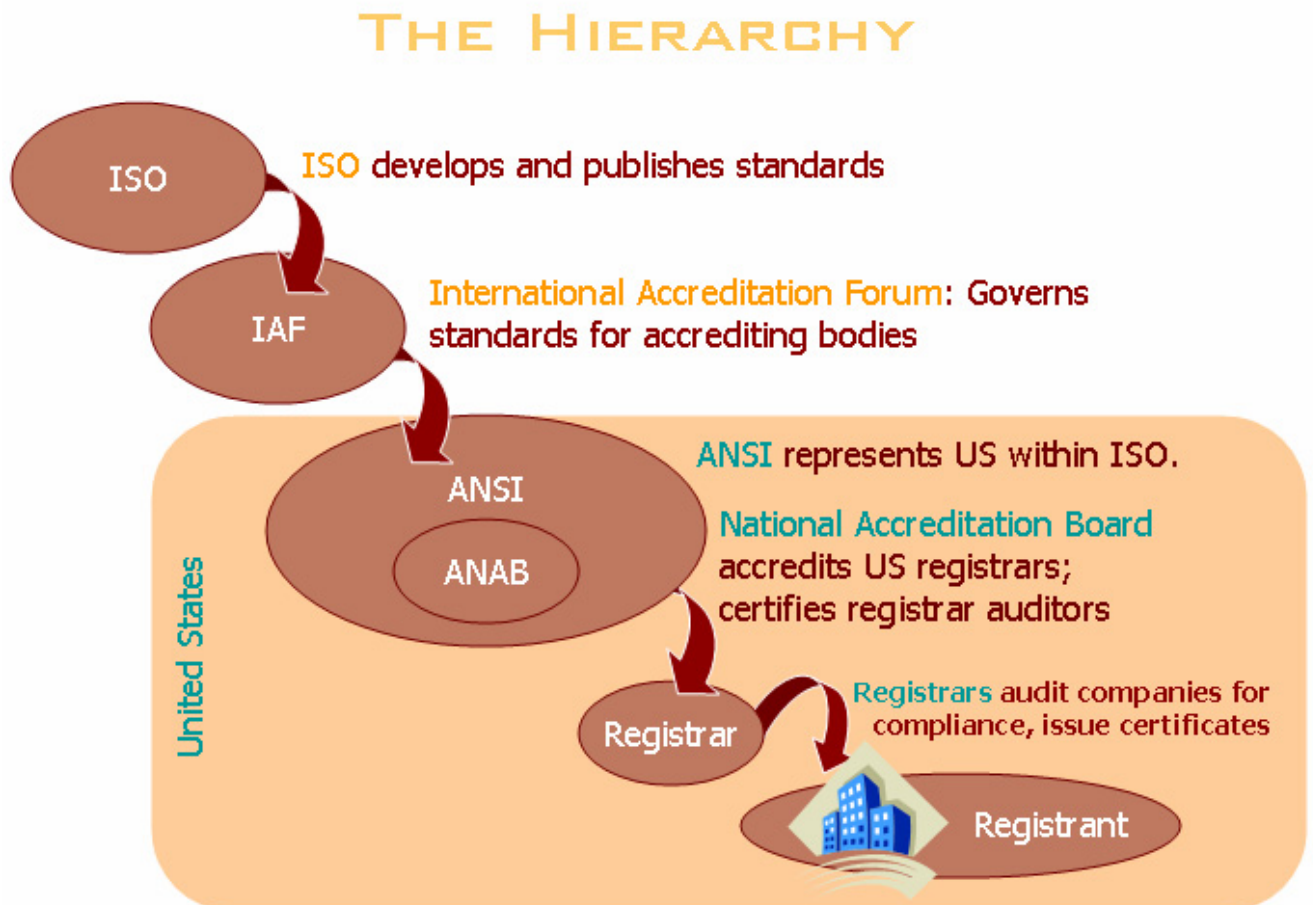 THE HIERARCHY
ISO
ISO develops and publishes standards
IAF
International Accreditation Forum: Governs
standards for accrediting bodies
United States
ANSI
ANAB
ANSI represents US within ISO.
National Accreditation Board
accredits US registrars;
certifies registrar auditors
Registrar
Registrars audit companies for
compliance, issue certificates
Registrant